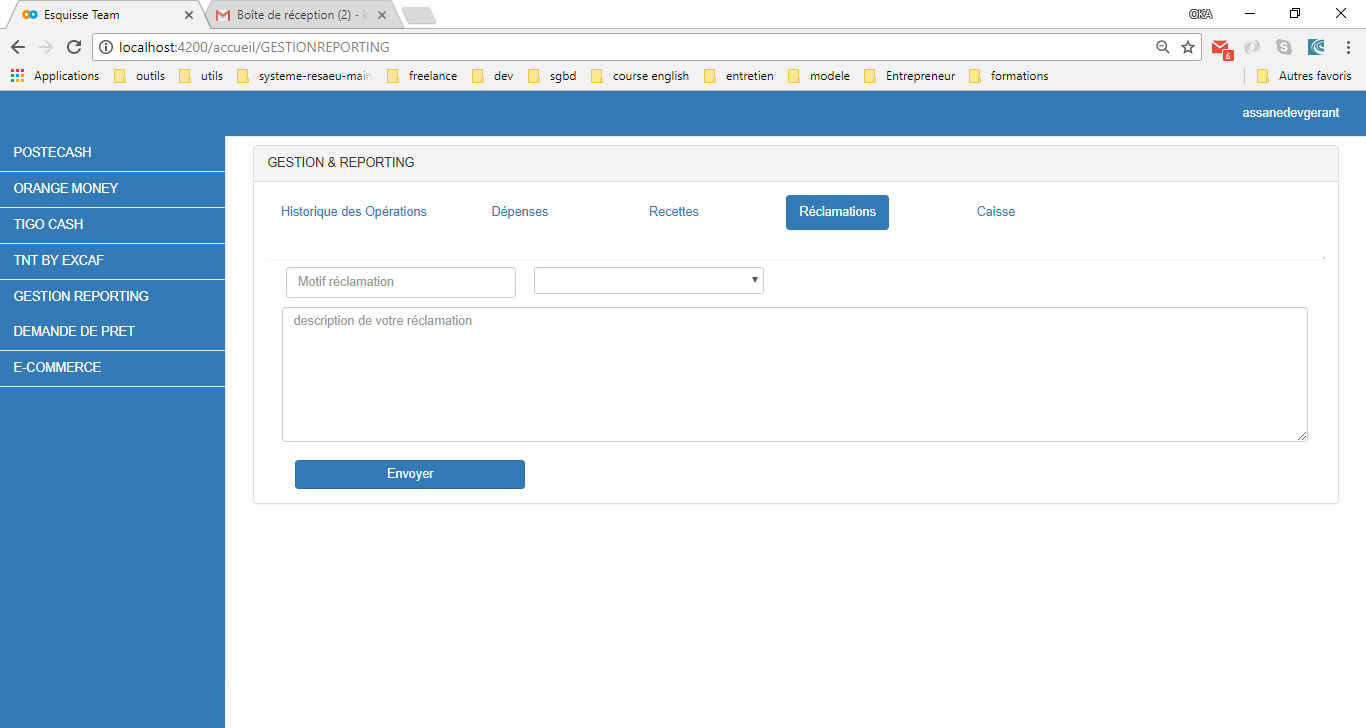 Esquisse Team
Boîte de réception (2) - k
OKA
localhost:4200/accueil/GESTIONREPORTING
6
Applications outils utils systeme-resaeu-main freelance dev sgbd course english entretien modele Entrepreneur formations Autres favoris
assanedevgerant
POSTECASH
ORANGE MONEY
TIGO CASH
TNT BY EXCAF
GESTION REPORTING
DEMANDE DE PRET
E-COMMERCE
GESTION & REPORTING
Historique des Opérations Dépenses Recettes Réclamations Caisse
Motif réclamation
description de votre réclamation
Envoyer